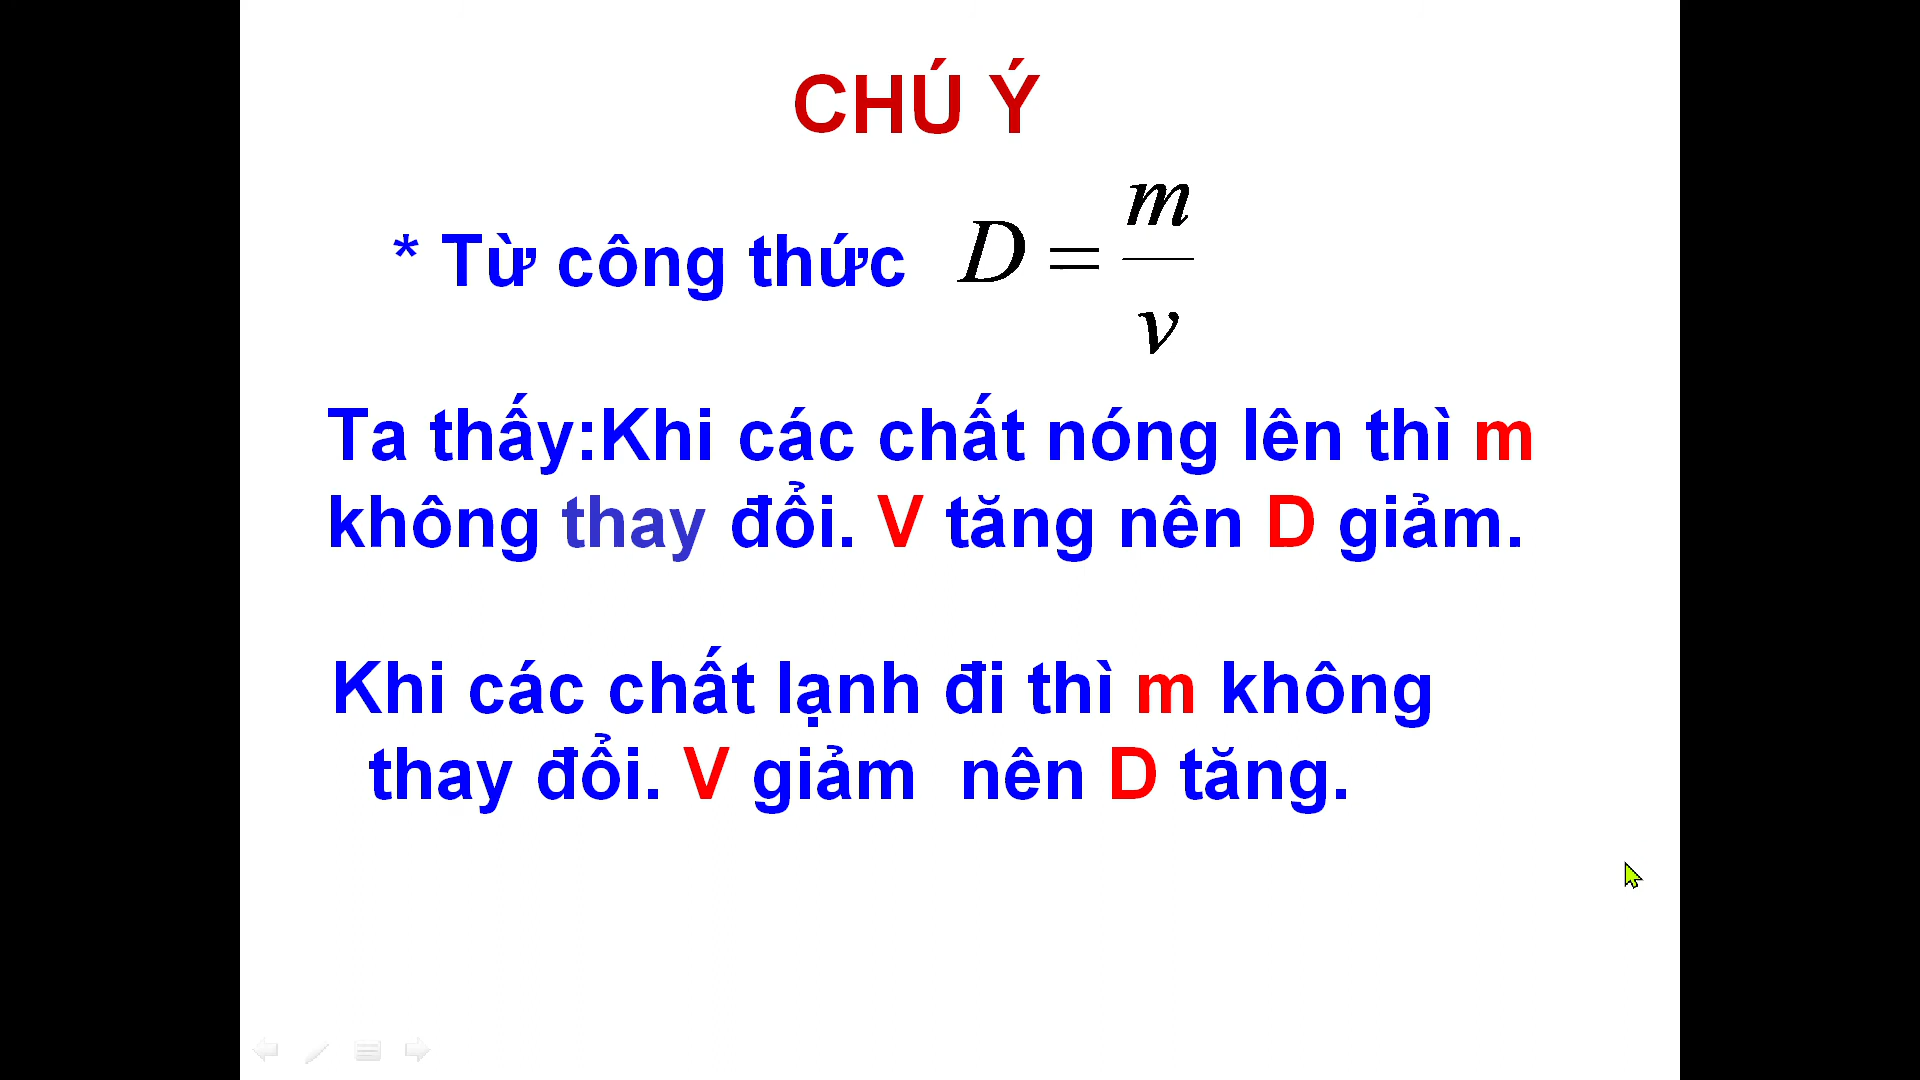 CHÚ Ý
* Từ công thức D = m/v
Ta thấy:Khi các chất nóng lên thì m
không thay đổi. V tăng nên D giảm.
Khi các chất lạnh đi thì m không
thay đổi. V giảm nên D tăng.